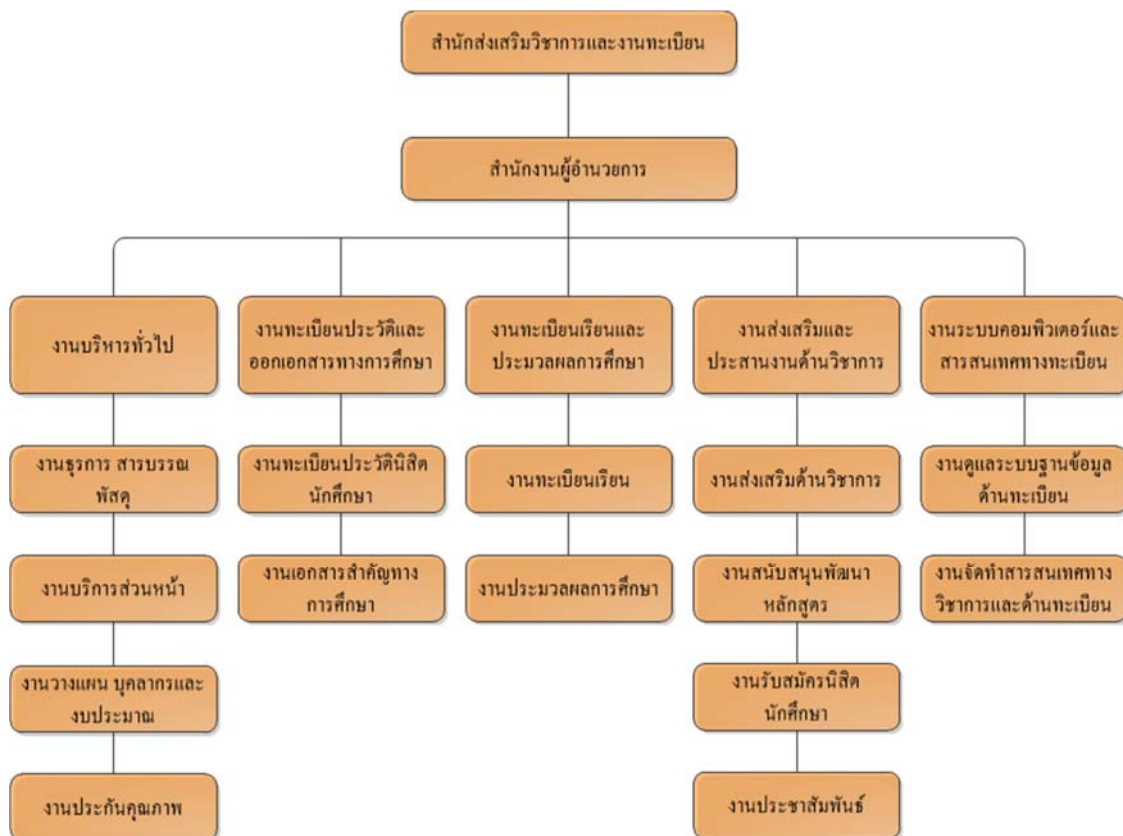 สำนักส่งเสริมวิชาการและงานทะเบียน
สำนักงานผู้อำนวยการ
งานบริหารทั่วไป
งานทะเบียนประวัติและ
ออกเอกสารทางการศึกษา
งานทะเบียนเรียนและ
ประมวลผลการศึกษา
งานส่งเสริมและ
ประสานงานด้านวิชาการ
งานระบบคอมพิวเตอร์และ
สารสนเทศทางทะเบียน
งานธุรการ สารบรรณ
พัสดุ
งานทะเบียนประวัตินิสิต
นักศึกษา
งานทะเบียนเรียน
งานส่งเสริมด้านวิชาการ
งานดูแลระบบฐานข้อมูล
ด้านทะเบียน
งานบริการส่วนหน้า
งานเอกสารสำคัญทาง
การศึกษา
งานประมวลผลการศึกษา
งานสนับสนุนพัฒนา
หลักสูตร
งานจัดทำสารสนเทศทาง
วิชาการและด้านทะเบียน
งานวางแผน บุคลากรและ
งบประมาณ
งานรับสมัครนิสิต
นักศึกษา
งานประกันคุณภาพ
งานประชาสัมพันธ์